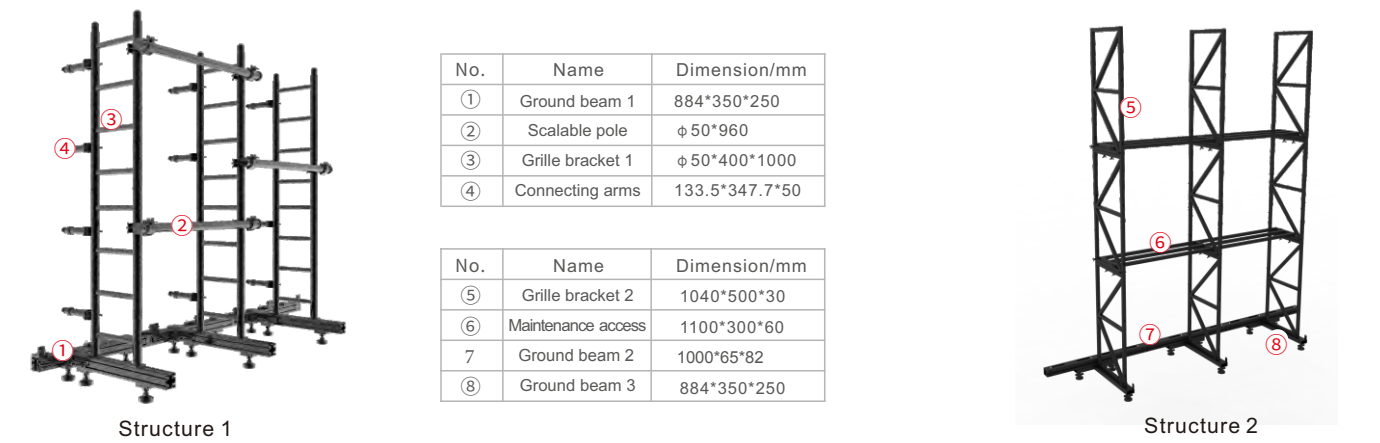 ③
④
②
①
Structure 1
No. Name Dimension/mm
① Ground beam 1 884*350*250
② Scalable pole φ50*960
③ Grille bracket 1 φ50*400*1000
④ Connecting arms 133.5*347.7*50
No. Name Dimension/mm
⑤ Grille bracket 2 1040*500*30
⑥ Maintenance access 1100*300*60
7 Ground beam 2 1000*65*82
⑧ Ground beam 3 884*350*250
⑤
⑥
⑦
⑧
Structure 2